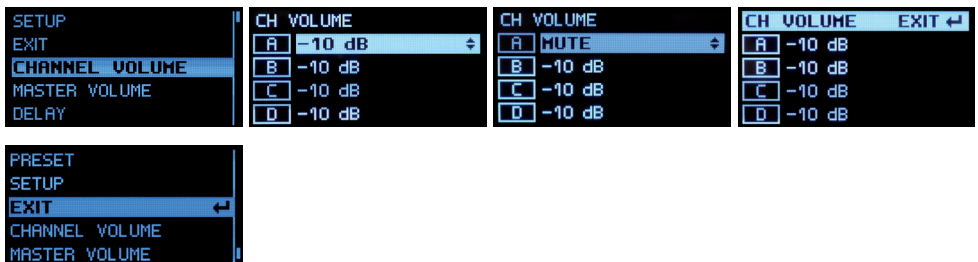 SETUP
EXIT
CHANNEL VOLUME
MASTER VOLUME
DELAY
CH VOLUME
A -10 dB
B -10 dB
C -10 dB
D -10 dB
CH VOLUME
A MUTE
B -10 dB
C -10 dB
D -10 dB
CH VOLUME EXIT
A -10 dB
B -10 dB
C -10 dB
D -10 dB
PRESET
SETUP
EXIT
CHANNEL VOLUME
MASTER VOLUME